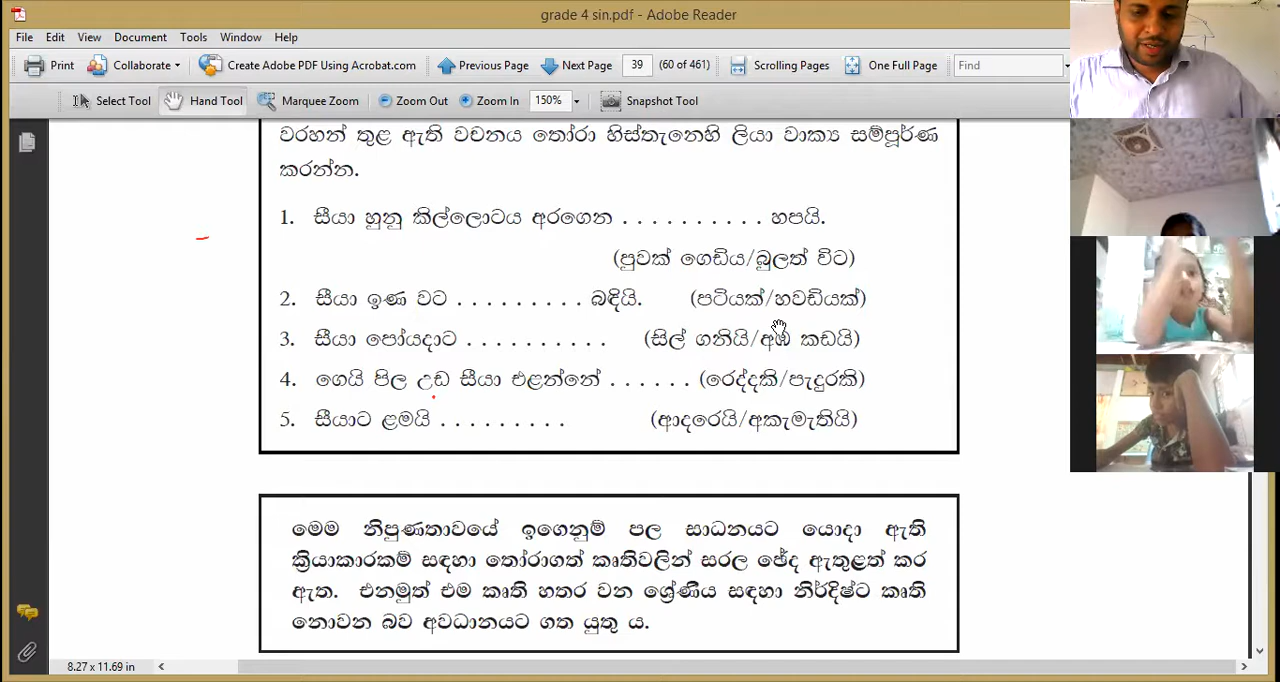 grade 4 sin.pdf - Adobe Reader
File Edit View Document Tools Window Help
Print Collaborate Create Adobe PDF Using Acrobat.com Previous Page Next Page 39 (60 of 461) Scrolling Pages One Full Page Find
Select Tool Hand Tool Marquee Zoom Zoom Out Zoom In 150% Snapshot Tool
වරහන් තුළ ඇති වචනය තෝරා හිස්තැනෙහි ලියා වාක්‍ය සම්පූර්ණ
කරන්න.
1. සීයා හුනු කිල්ලොටය අරගෙන . . . . . . . . . . හපයි.
(පුවක් ගෙඩිය/බුලත් විට)
2. සීයා ඉණ වට . . . . . . . . . බඳියි. (පටියක්/හවඩියක්)
3. සීයා පෝයදාට . . . . . . . . . . (සිල් ගනියි/අඹ කඩයි)
4. ගෙයි පිල උඩ සීයා එළන්නේ . . . . . . (රෙද්දකි/පැදුරකි)
5. සීයාට ළමයි . . . . . . . . . (ආදරෙයි/අකැමැතියි)
මෙම නිපුණතාවයේ ඉගෙනුම් පල සාධනයට යොදා ඇති
ක්‍රියාකාරකම් සඳහා තෝරාගත් කෘතිවලින් සරල ඡේද ඇතුළත් කර
ඇත. එනමුත් එම කෘති හතර වන ශ්‍රේණිය සඳහා නිර්දිෂ්ට කෘති
නොවන බව අවධානයට ගත යුතු ය.
8.27 x 11.69 in